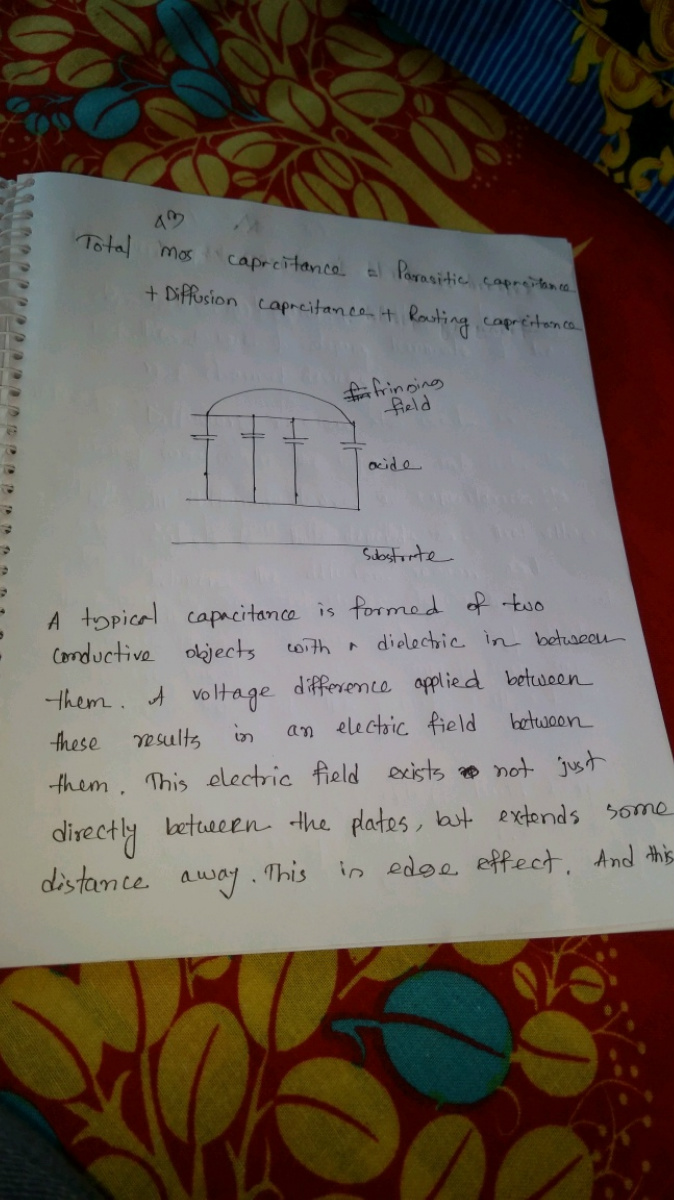 Total mos capacitance = Parasitic capacitance
+ Diffusion capacitance + Routing capacitance
fringing
field
oxide
Substrate
A typical capacitance is formed of two
conductive objects with a dielectric in between
them. A voltage difference applied between
these results in an electric field between
them. This electric field exists not just
directly between the plates, but extends some
distance away. This is edge effect. And this